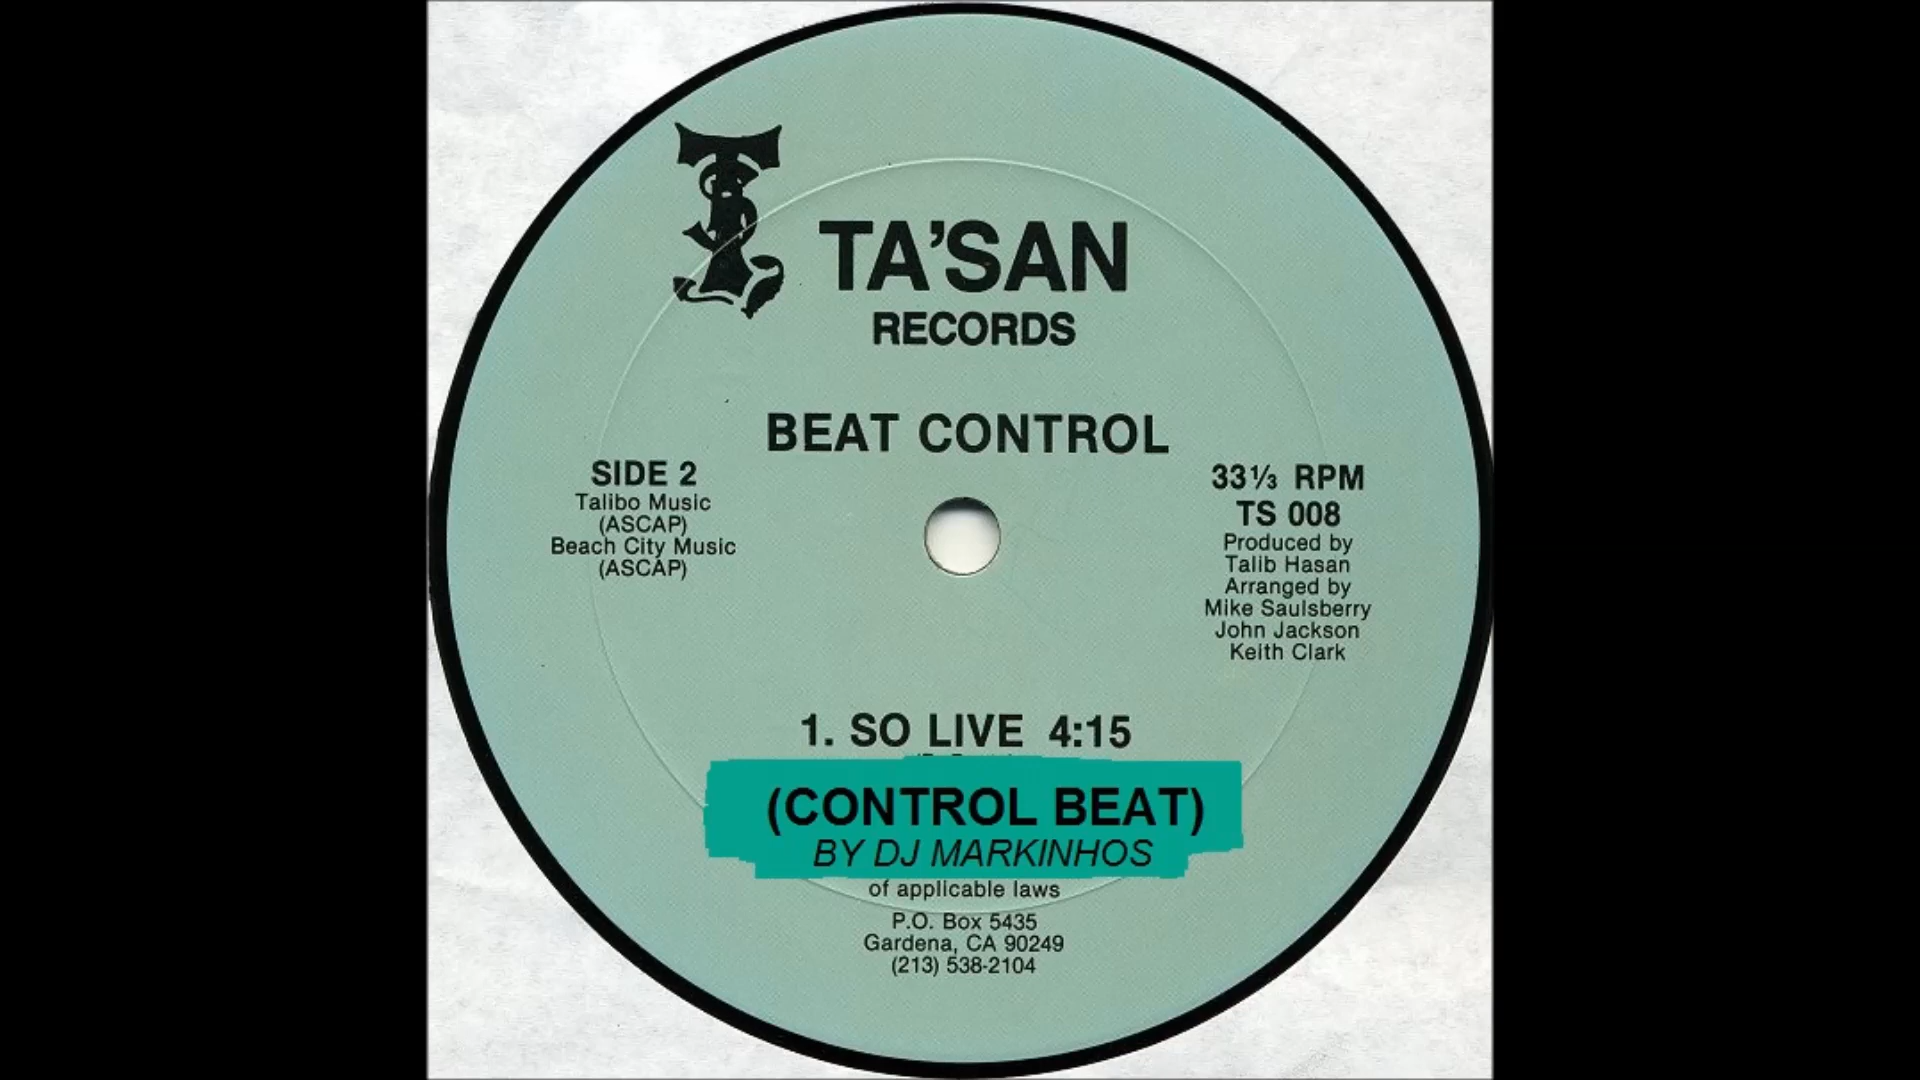 TA'SAN
RECORDS
BEAT CONTROL
SIDE 2
Talibo Music
(ASCAP)
Beach City Music
(ASCAP)
33⅓ RPM
TS 008
Produced by
Talib Hasan
Arranged by
Mike Saulsberry
John Jackson
Keith Clark
1. SO LIVE 4:15
(CONTROL BEAT)
BY DJ MARKINHOS
of applicable laws
P.O. Box 5435
Gardena, CA 90249
(213) 538-2104